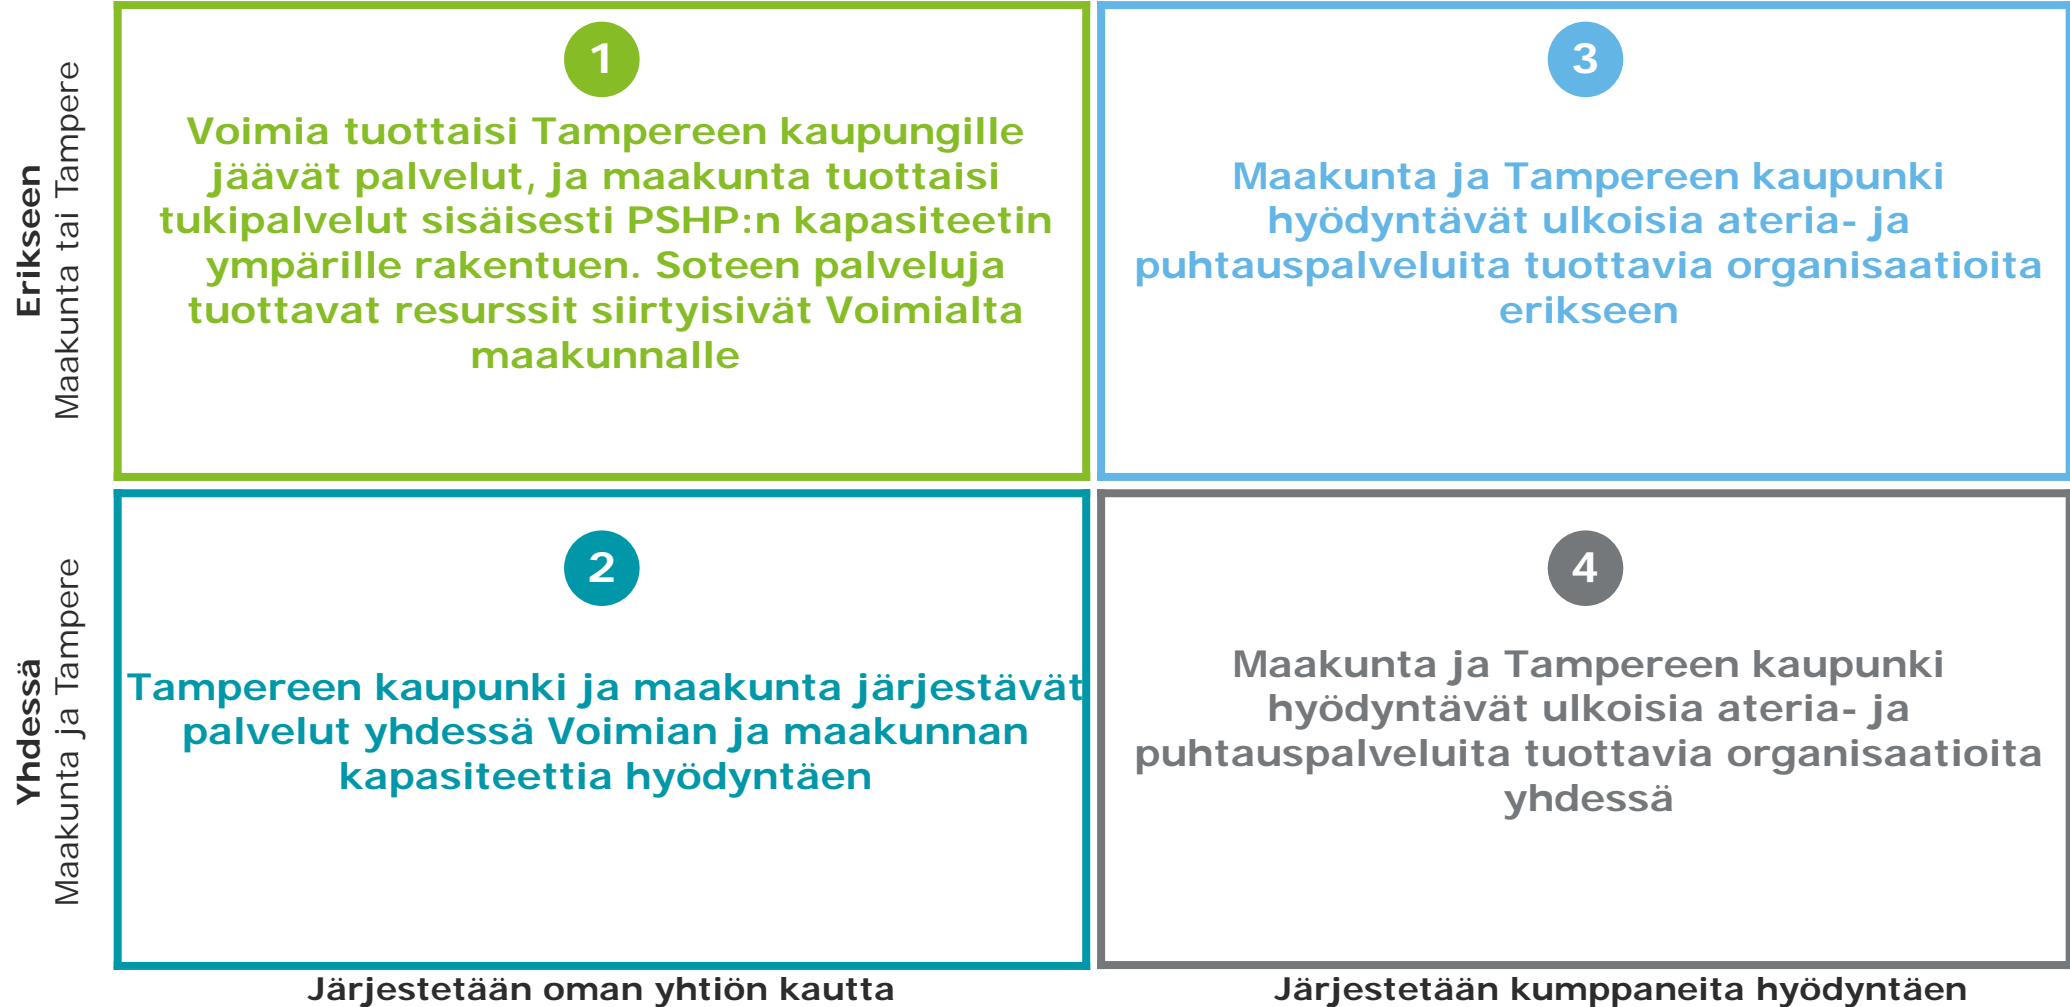 Erikseen
Maakunta tai Tampere
1
Voimia tuottaisi Tampereen kaupungille
jäävät palvelut, ja maakunta tuottaisi
tukipalvelut sisäisesti PSHP:n kapasiteetin
ympärille rakentuen. Soteen palveluja
tuottavat resurssit siirtyisivät Voimialta
maakunnalle
3
Maakunta ja Tampereen kaupunki
hyödyntävät ulkoisia ateria- ja
puhtauspalveluita tuottavia organisaatioita
erikseen
Yhdessä
Maakunta ja Tampere
2
Tampereen kaupunki ja maakunta järjestävät
palvelut yhdessä Voimian ja maakunnan
kapasiteettia hyödyntäen
4
Maakunta ja Tampereen kaupunki
hyödyntävät ulkoisia ateria- ja
puhtauspalveluita tuottavia organisaatioita
yhdessä
Järjestetään oman yhtiön kautta
Järjestetään kumppaneita hyödyntäen